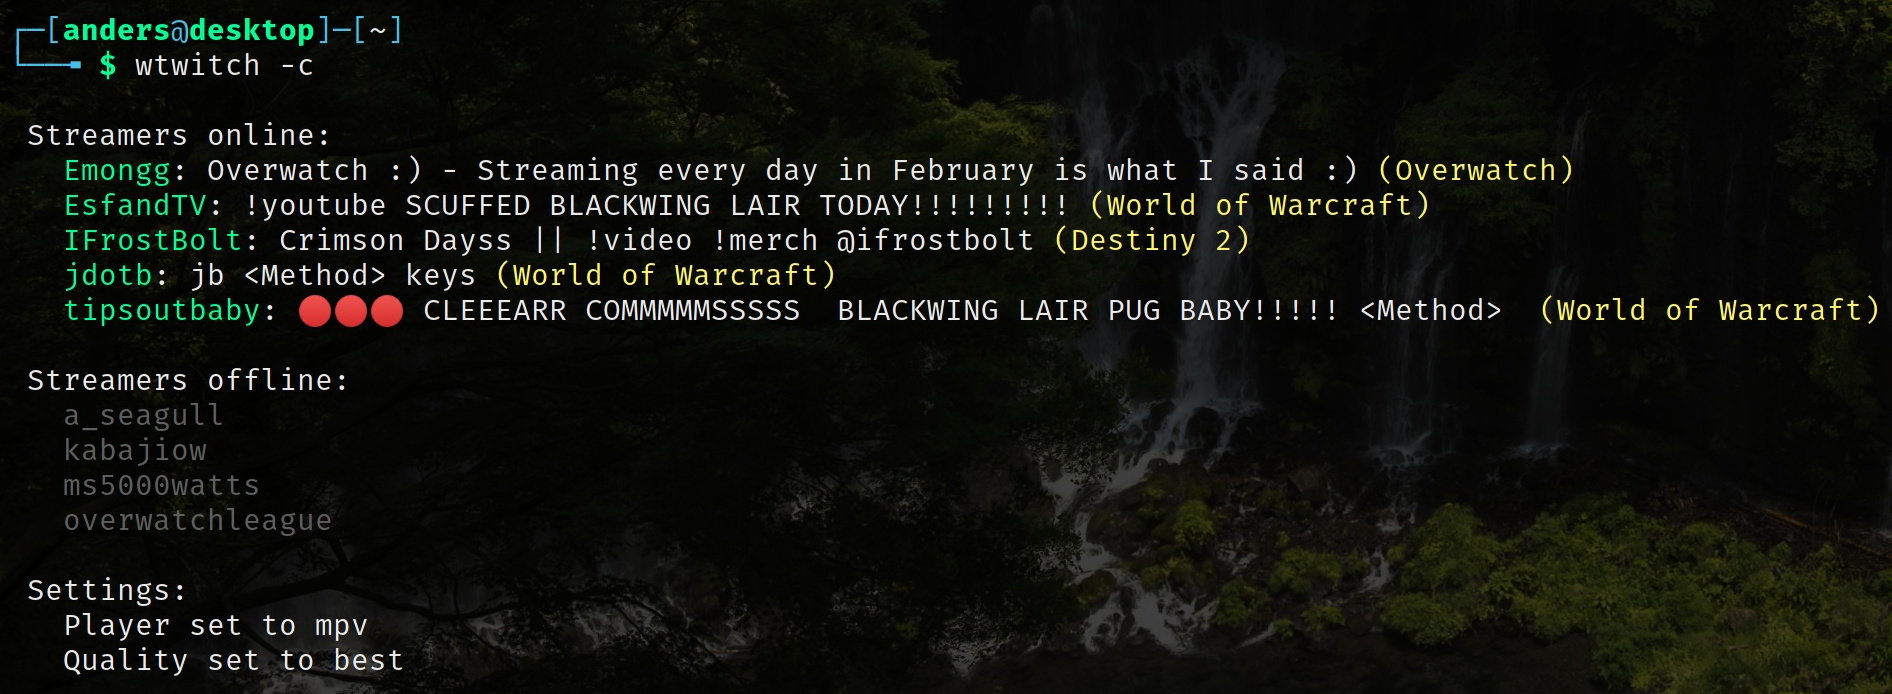 ┌─[anders@desktop]─[~]
└──╼ $ wtwitch -c
Streamers online:
Emongg: Overwatch :) - Streaming every day in February is what I said :) (Overwatch)
EsfandTV: !youtube SCUFFED BLACKWING LAIR TODAY!!!!!!!!! (World of Warcraft)
IFrostBolt: Crimson Dayss || !video !merch @ifrostbolt (Destiny 2)
jdotb: jb <Method> keys (World of Warcraft)
tipsoutbaby: 🔴🔴🔴 CLEEEARR COMMMMMSSSSS  BLACKWING LAIR PUG BABY!!!!! <Method>  (World of Warcraft)
Streamers offline:
a_seagull
kabajiow
ms5000watts
overwatchleague
Settings:
Player set to mpv
Quality set to best